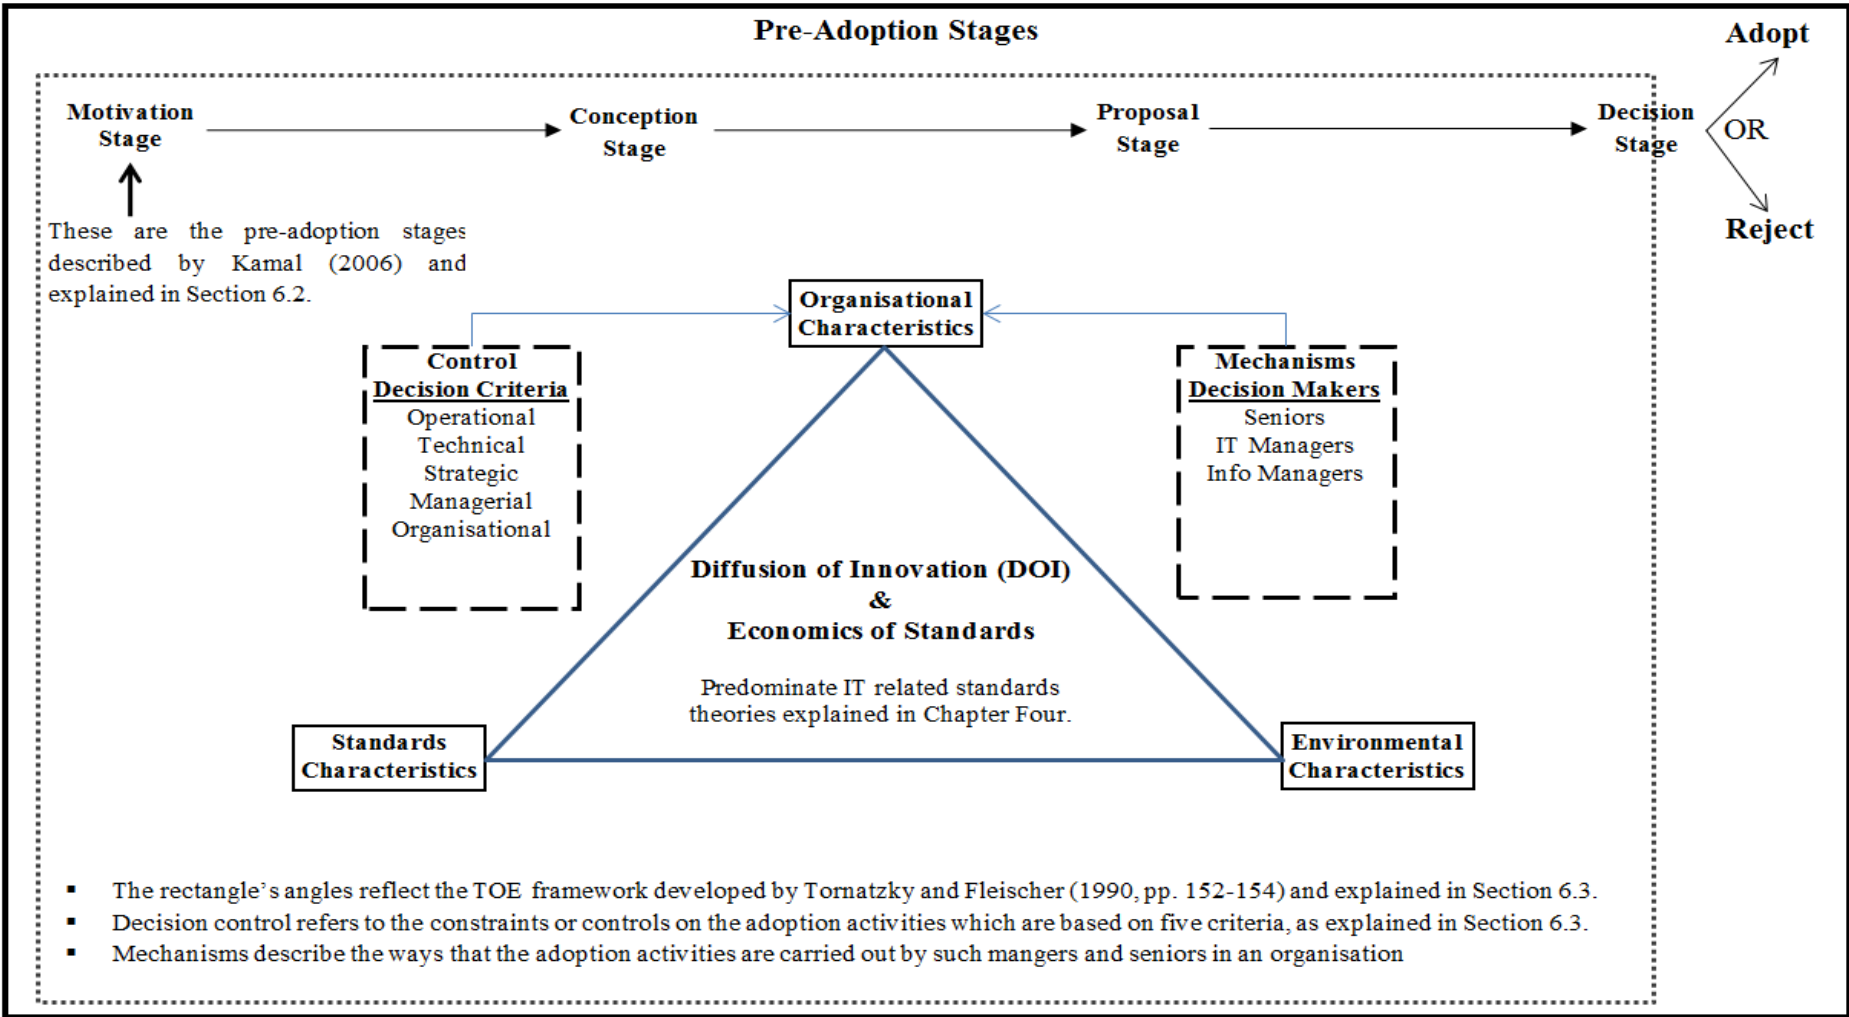 Pre-Adoption Stages
Adopt
OR
Reject
Motivation
Stage
Conception
Stage
Proposal
Stage
Decision
Stage
These are the pre-adoption stages
described by Kamal (2006) and
explained in Section 6.2.
Organisational
Characteristics
Control
Decision Criteria
Operational
Technical
Strategic
Managerial
Organisational
Mechanisms
Decision Makers
Seniors
IT Managers
Info Managers
Diffusion of Innovation (DOI)
&
Economics of Standards
Predominate IT related standards
theories explained in Chapter Four.
Standards
Characteristics
Environmental
Characteristics
▪ The rectangle's angles reflect the TOE framework developed by Tornatzky and Fleischer (1990, pp. 152-154) and explained in Section 6.3.
▪ Decision control refers to the constraints or controls on the adoption activities which are based on five criteria, as explained in Section 6.3.
▪ Mechanisms describe the ways that the adoption activities are carried out by such mangers and seniors in an organisation